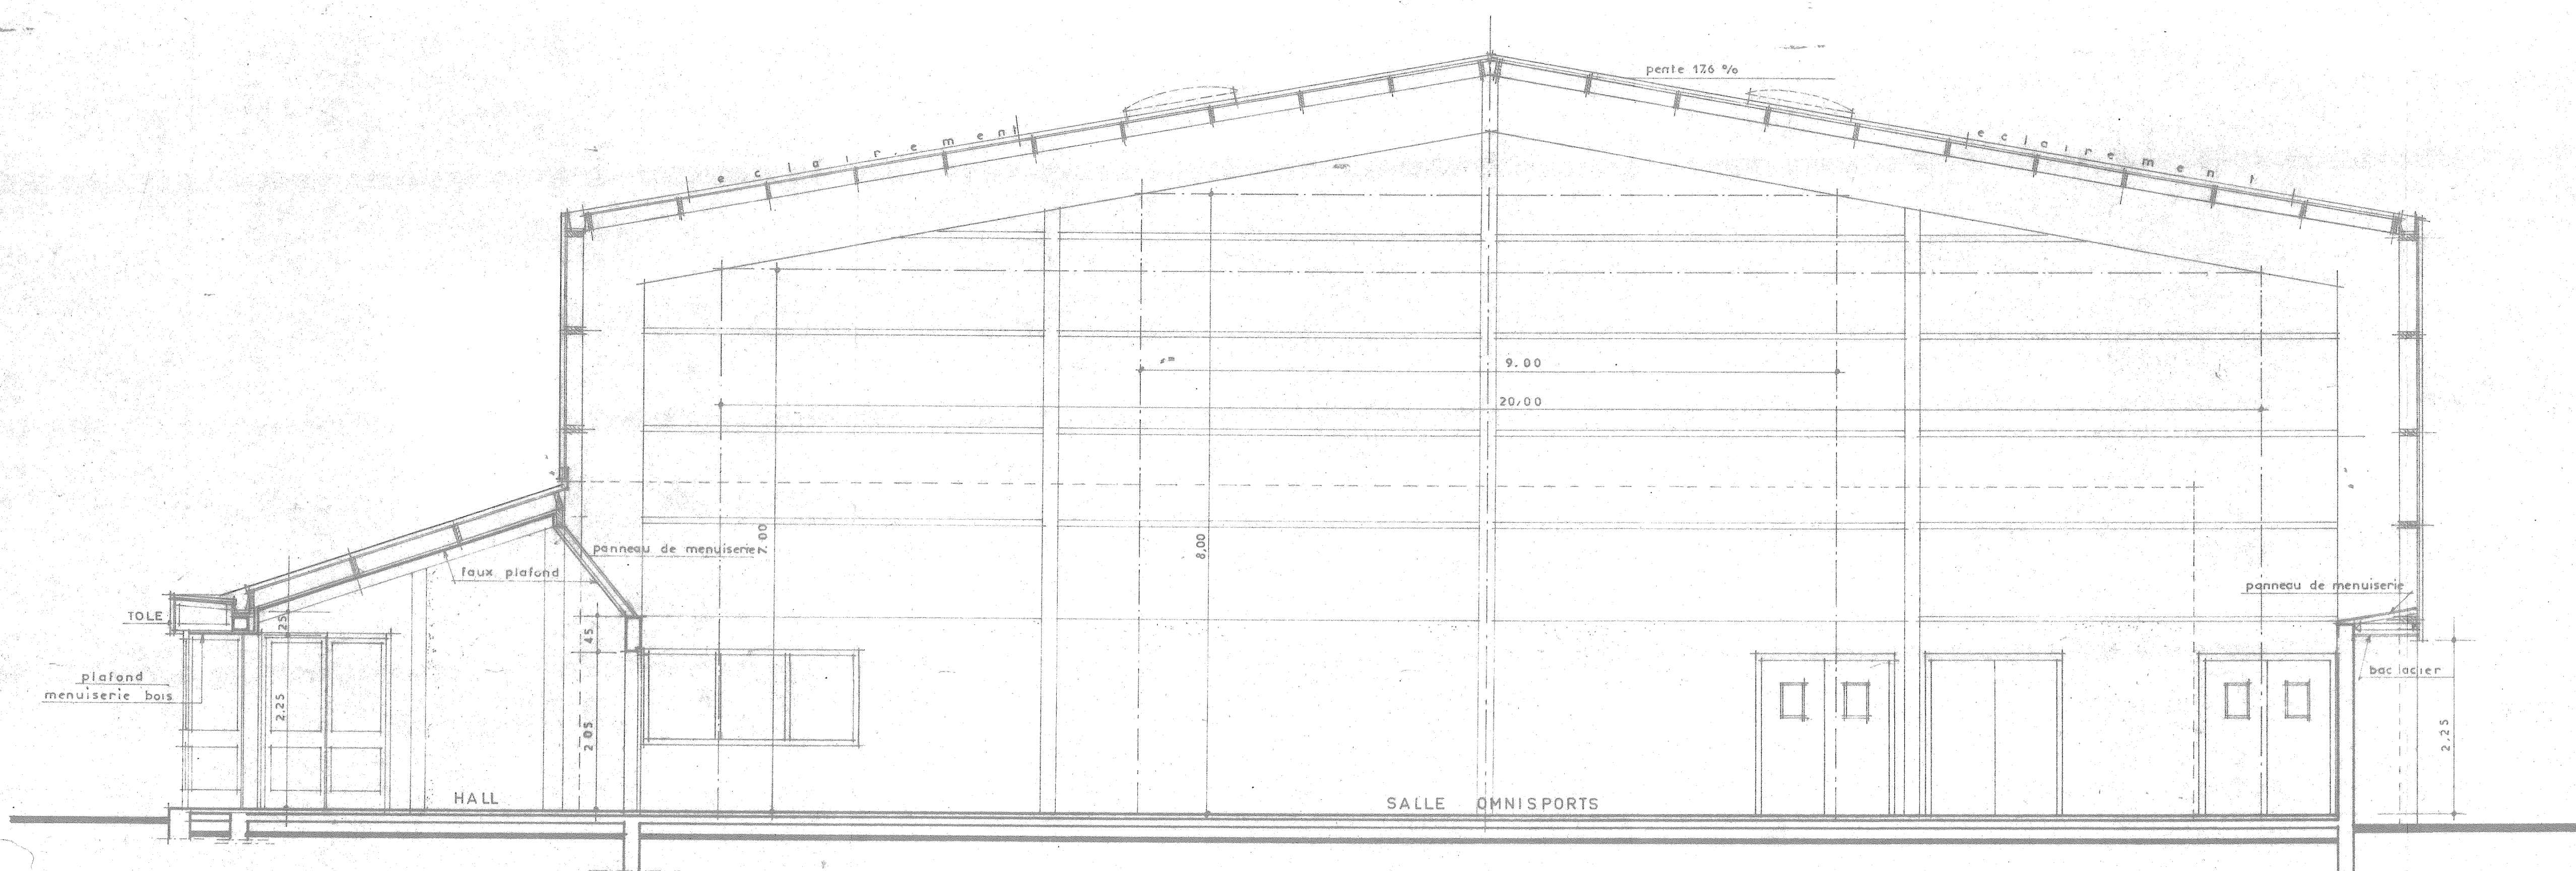 pente 17.6 %
eclairement
eclairement
9.00
20,00
7.00
8,00
panneau de menuiserie
faux plafond
TOLE
25
45
panneau de menuiserie
plafond
menuiserie bois
bac acier
2,25
2.05
2,25
HALL
SALLE OMNISPORTS